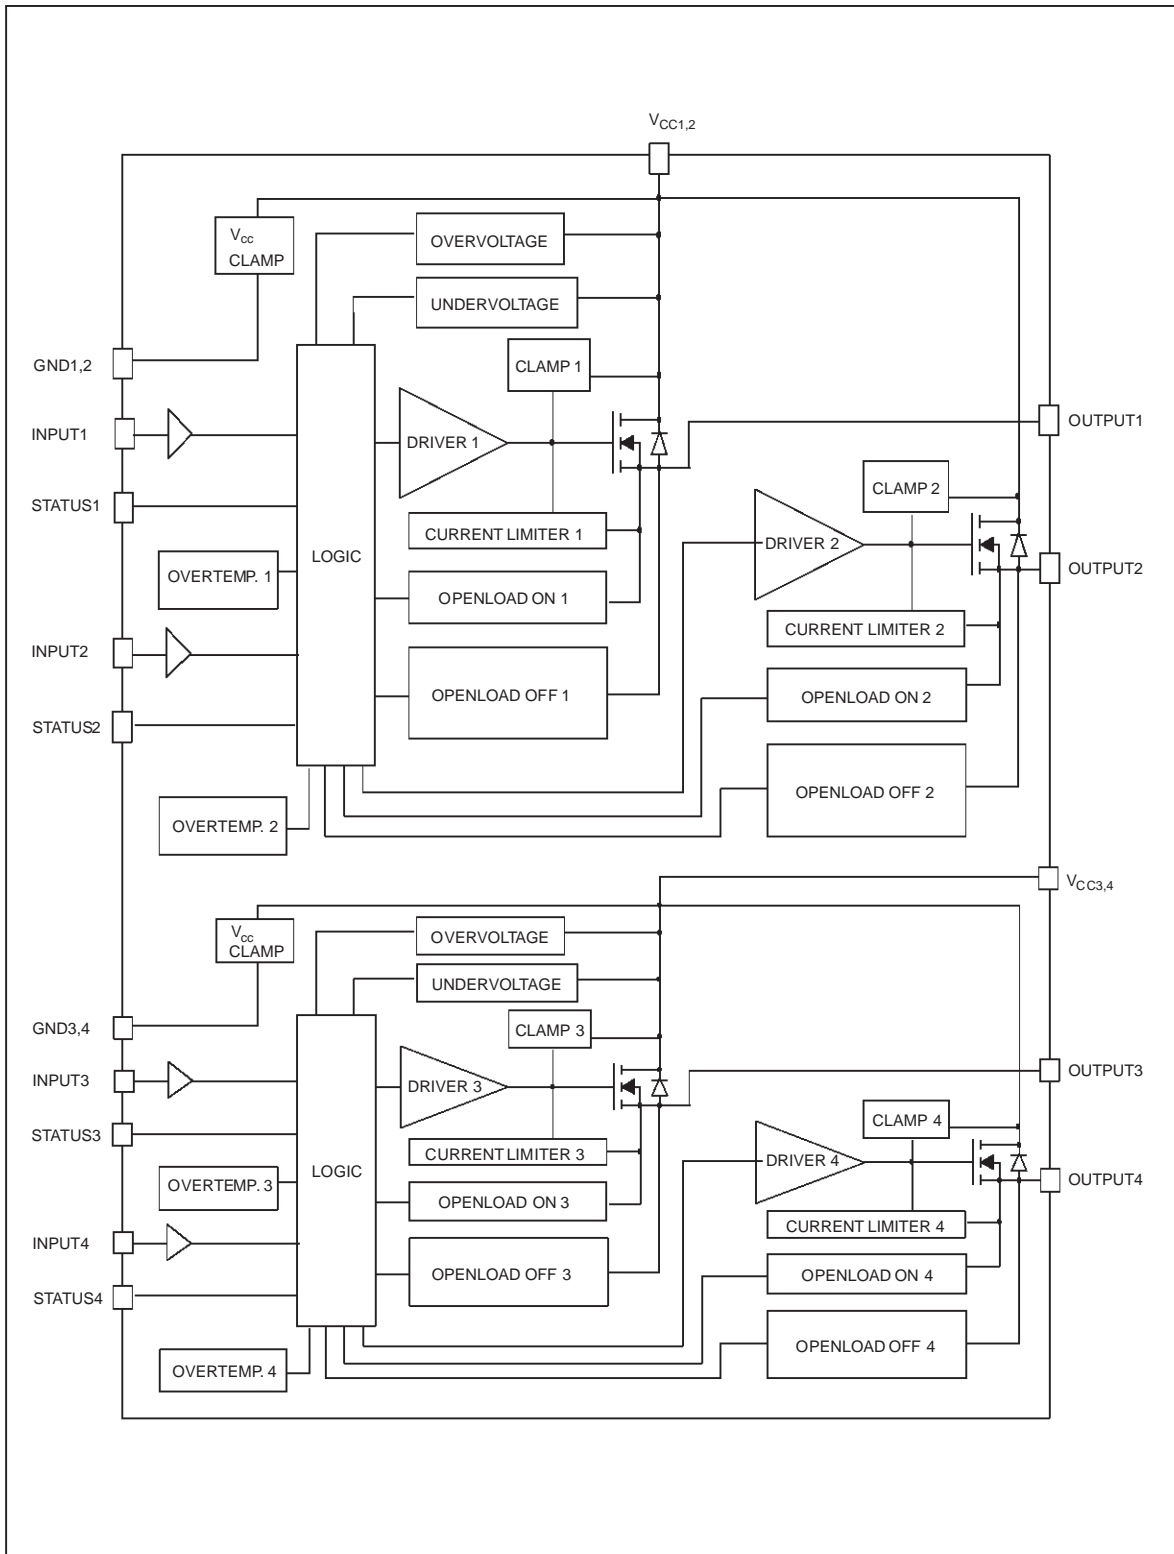 VCC1,2
Vcc
CLAMP
OVERVOLTAGE
UNDERVOLTAGE
GND1,2
CLAMP 1
INPUT1
DRIVER 1
OUTPUT1
STATUS1
CLAMP 2
CURRENT LIMITER 1
LOGIC
DRIVER 2
OVERTEMP. 1
OPENLOAD ON 1
OUTPUT2
INPUT2
CURRENT LIMITER 2
OPENLOAD OFF 1
OPENLOAD ON 2
STATUS2
OPENLOAD OFF 2
OVERTEMP. 2
VCC3,4
Vcc
CLAMP
OVERVOLTAGE
UNDERVOLTAGE
GND3,4
CLAMP 3
INPUT3
DRIVER 3
OUTPUT3
STATUS3
CLAMP 4
CURRENT LIMITER 3
LOGIC
DRIVER 4
OVERTEMP. 3
OPENLOAD ON 3
OUTPUT4
INPUT4
CURRENT LIMITER 4
OPENLOAD OFF 3
OPENLOAD ON 4
STATUS4
OPENLOAD OFF 4
OVERTEMP. 4